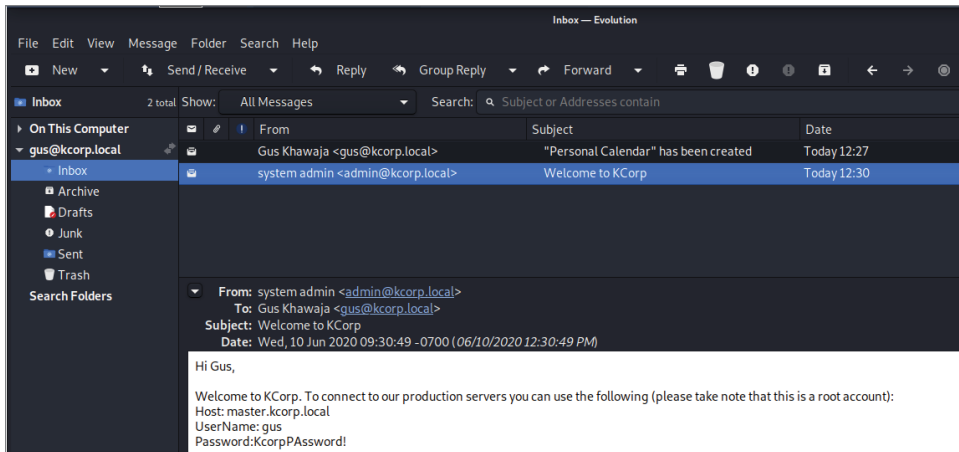 Inbox — Evolution
File Edit View Message Folder Search Help
New Send / Receive Reply Group Reply Forward
Inbox 2 total Show: All Messages Search: Subject or Addresses contain
On This Computer
gus@kcorp.local
Inbox
Archive
Drafts
Junk
Sent
Trash
Search Folders
From Subject Date
Gus Khawaja <gus@kcorp.local> "Personal Calendar" has been created Today 12:27
system admin <admin@kcorp.local> Welcome to KCorp Today 12:30
From: system admin <admin@kcorp.local>
To: Gus Khawaja <gus@kcorp.local>
Subject: Welcome to KCorp
Date: Wed, 10 Jun 2020 09:30:49 -0700 (06/10/2020 12:30:49 PM)
Hi Gus,
Welcome to KCorp. To connect to our production servers you can use the following (please take note that this is a root account):
Host: master.kcorp.local
UserName: gus
Password:KcorpPAssword!